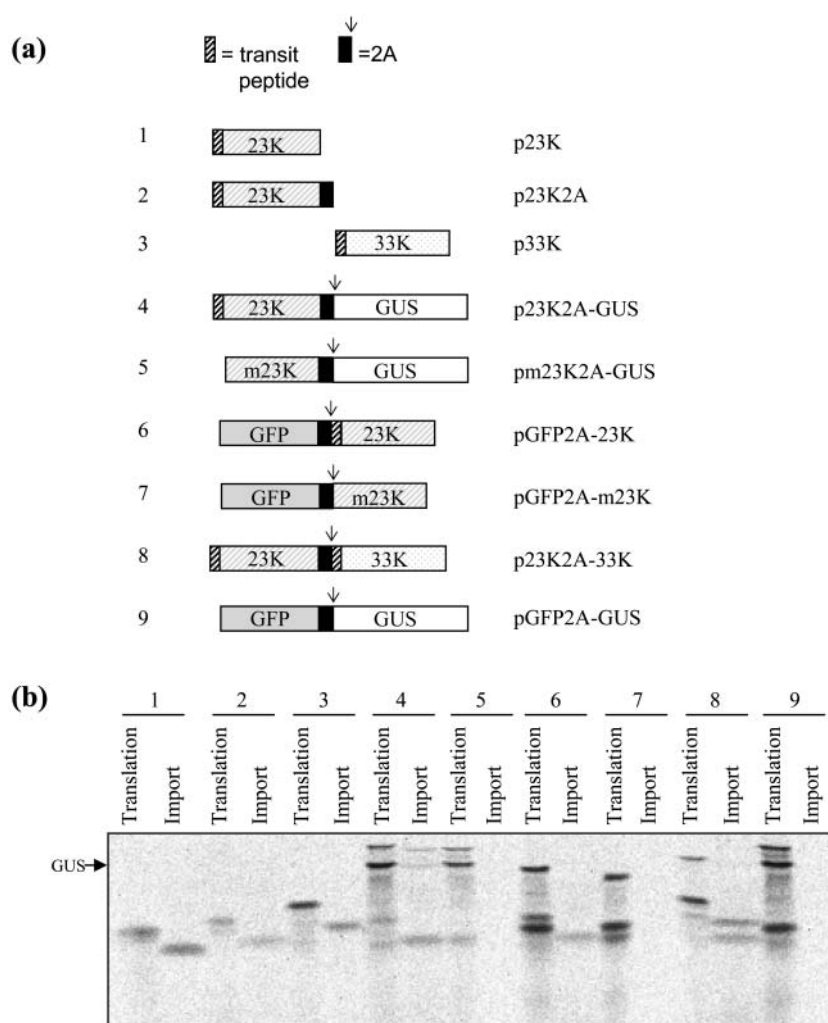 (a)
= transit peptide
=2A
1 23K p23K
2 23K p23K2A
3 33K p33K
4 23K GUS p23K2A-GUS
5 m23K GUS pm23K2A-GUS
6 GFP 23K pGFP2A-23K
7 GFP m23K pGFP2A-m23K
8 23K 33K p23K2A-33K
9 GFP GUS pGFP2A-GUS
(b)
1 2 3 4 5 6 7 8 9
Translation Import Translation Import Translation Import Translation Import Translation Import Translation Import Translation Import Translation Import Translation Import
GUS